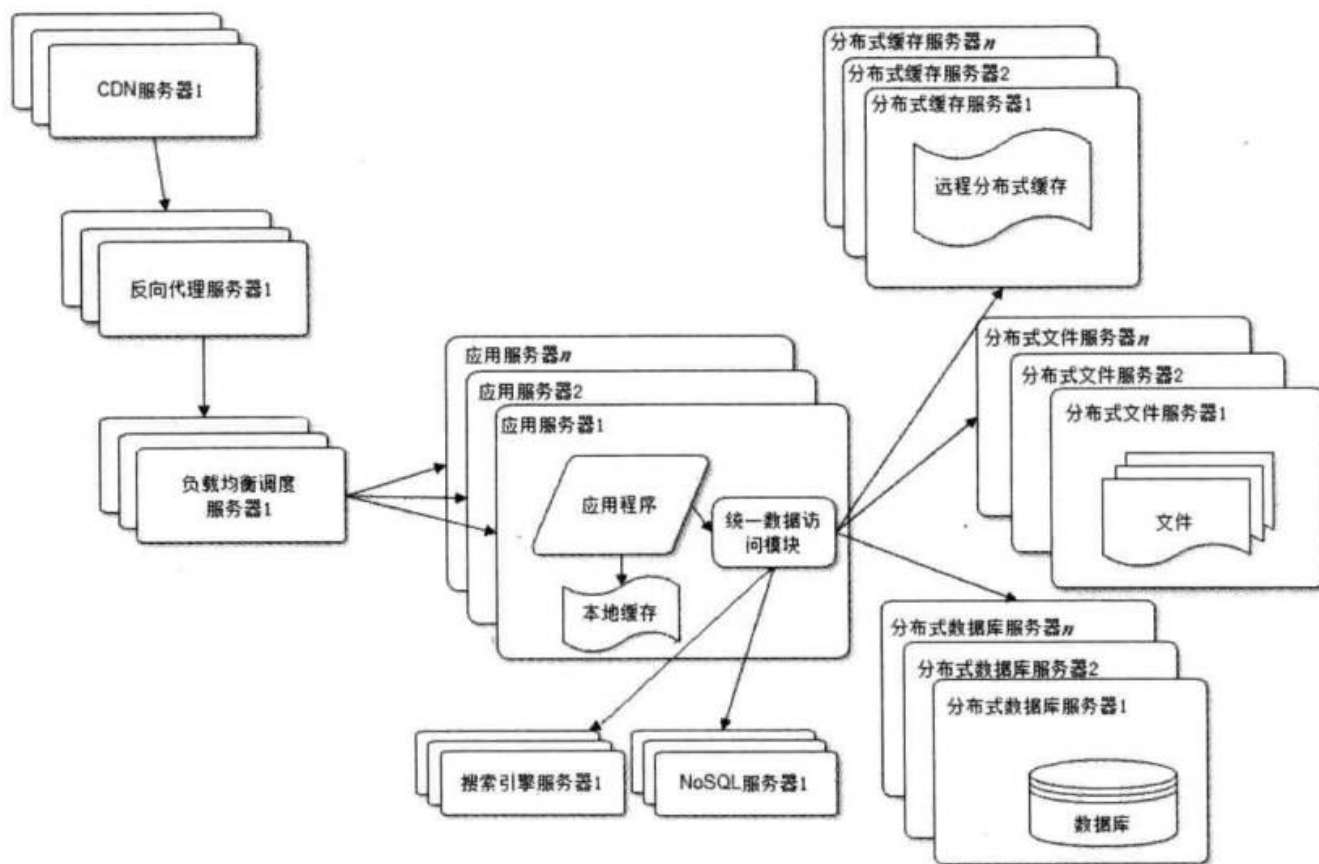 CDN服务器1
反向代理服务器1
负载均衡调度
服务器1
应用服务器n
应用服务器2
应用服务器1
应用程序
统一数据访
问模块
本地缓存
搜索引擎服务器1
NoSQL服务器1
分布式缓存服务器n
分布式缓存服务器2
分布式缓存服务器1
远程分布式缓存
分布式文件服务器n
分布式文件服务器2
分布式文件服务器1
文件
分布式数据库服务器n
分布式数据库服务器2
分布式数据库服务器1
数据库